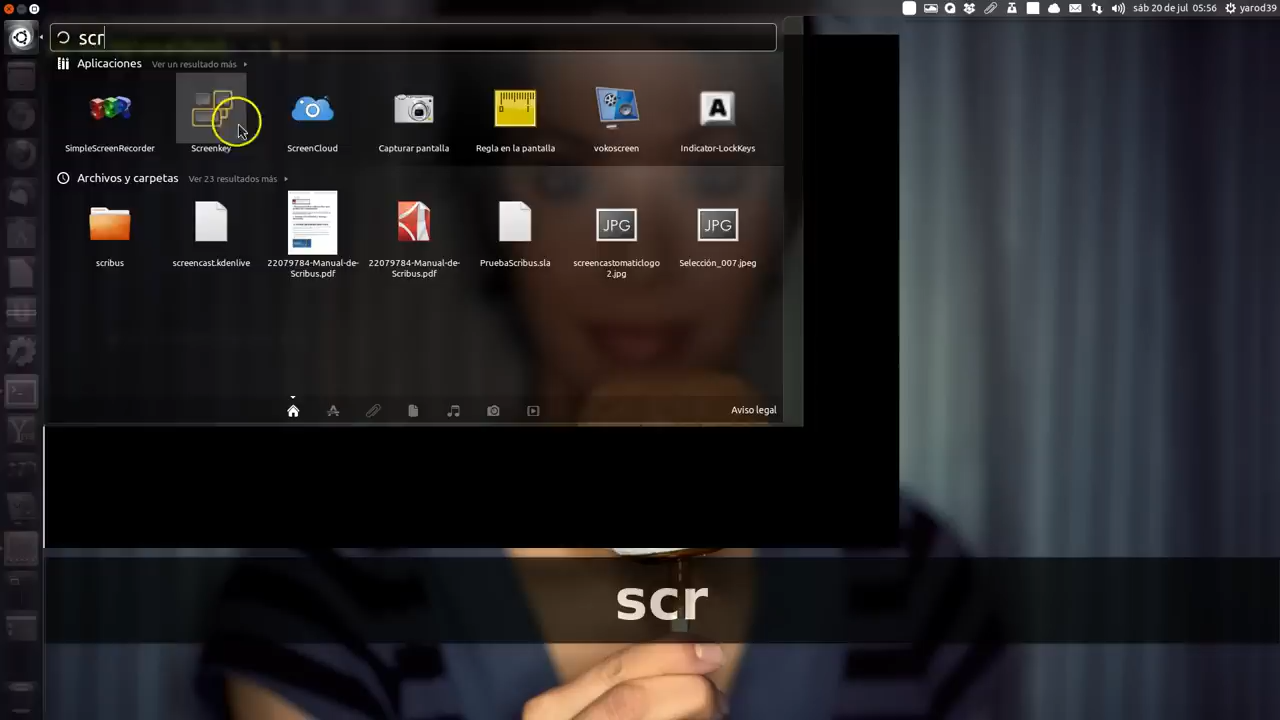 sáb 20 de jul 05:56 yarod39
scr
Aplicaciones Ver un resultado más
SimpleScreenRecorder Screenkey ScreenCloud Capturar pantalla Regla en la pantalla vokoscreen Indicator-LockKeys
A
Archivos y carpetas Ver 23 resultados más
JPG JPG
scribus screencast.kdenlive 22079784-Manual-de-Scribus.pdf 22079784-Manual-de-Scribus.pdf PruebaScribus.sla screencastomaticlogo2.jpg Selección_007.jpeg
Aviso legal
scr